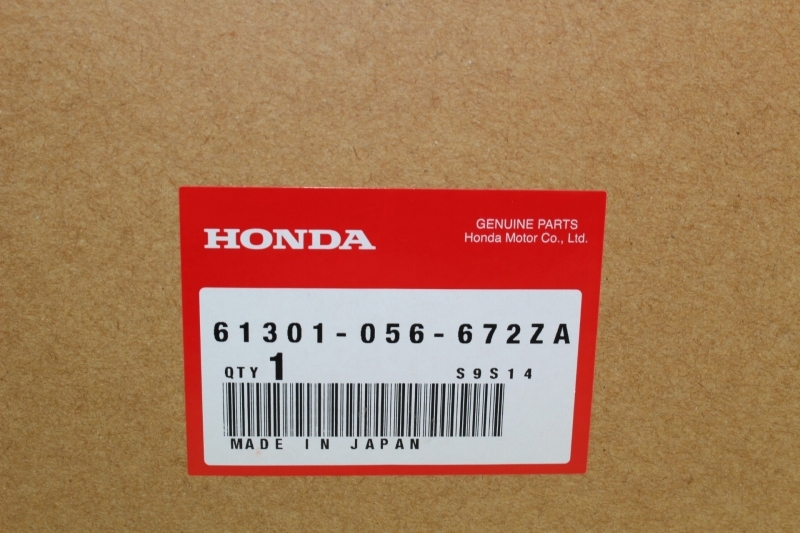 HONDA
GENUINE PARTS
Honda Motor Co., Ltd.
61301-056-672ZA
QTY 1 S9S14
MADE IN JAPAN